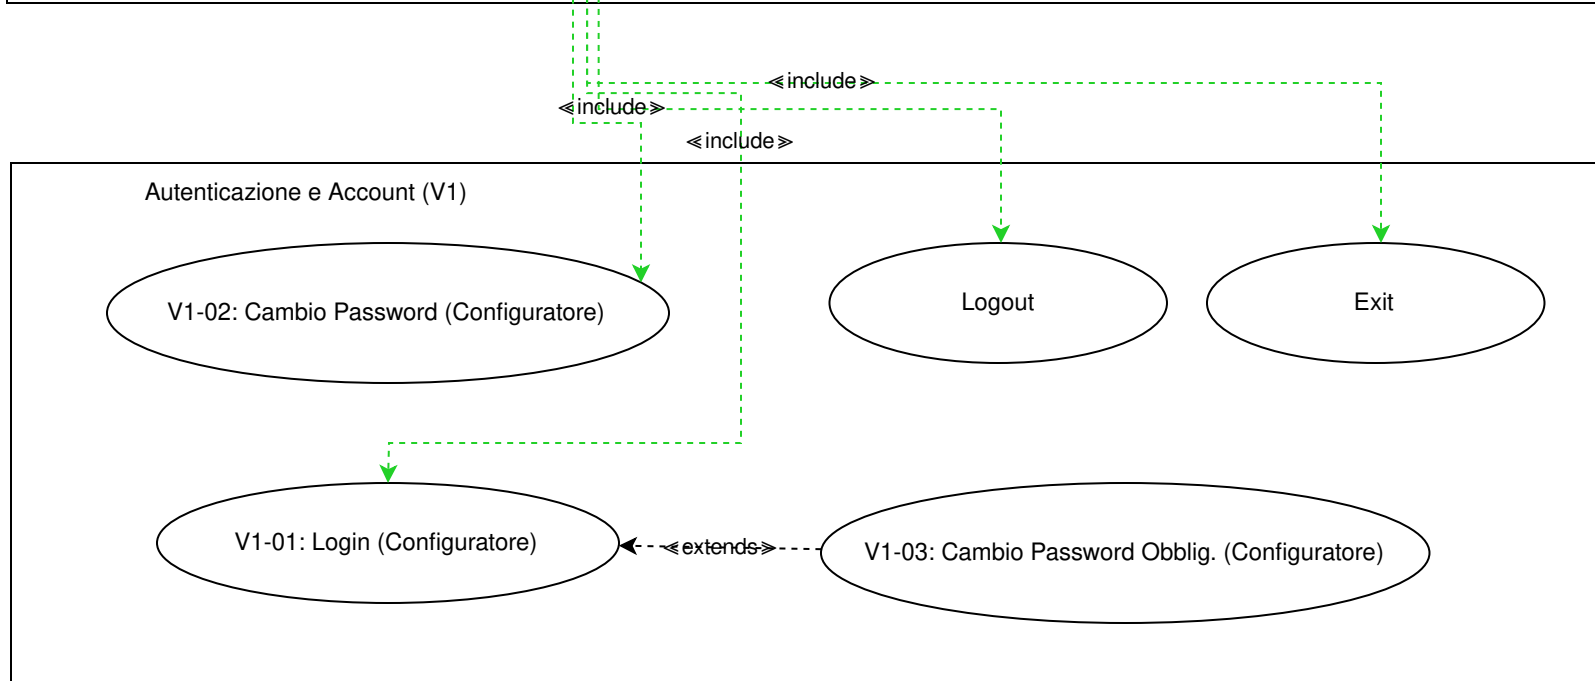 ≪include≫
≪include≫
≪include≫
Autenticazione e Account (V1)
V1-02: Cambio Password (Configuratore)
Logout
Exit
V1-01: Login (Configuratore)
≪extends≫
V1-03: Cambio Password Obblig. (Configuratore)